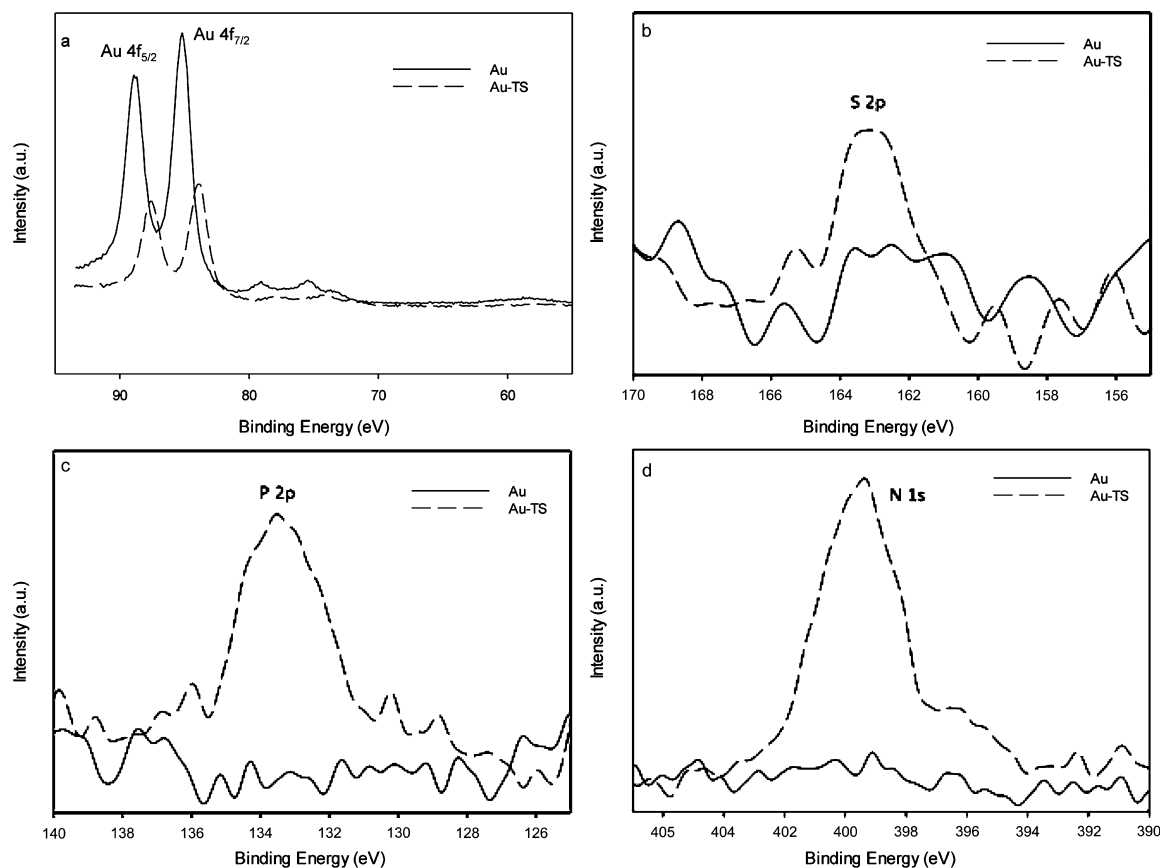 a
Au 4f5/2
Au 4f7/2
Au
Au-TS
Intensity (a.u.)
90 80 70 60
Binding Energy (eV)
b
S 2p
Au
Au-TS
Intensity (a.u.)
170 168 166 164 162 160 158 156
Binding Energy (eV)
c
P 2p
Au
Au-TS
Intensity (a.u.)
140 138 136 134 132 130 128 126
Binding Energy (eV)
d
N 1s
Au
Au-TS
Intensity (a.u.)
405 404 402 400 398 396 394 392 390
Binding Energy (eV)